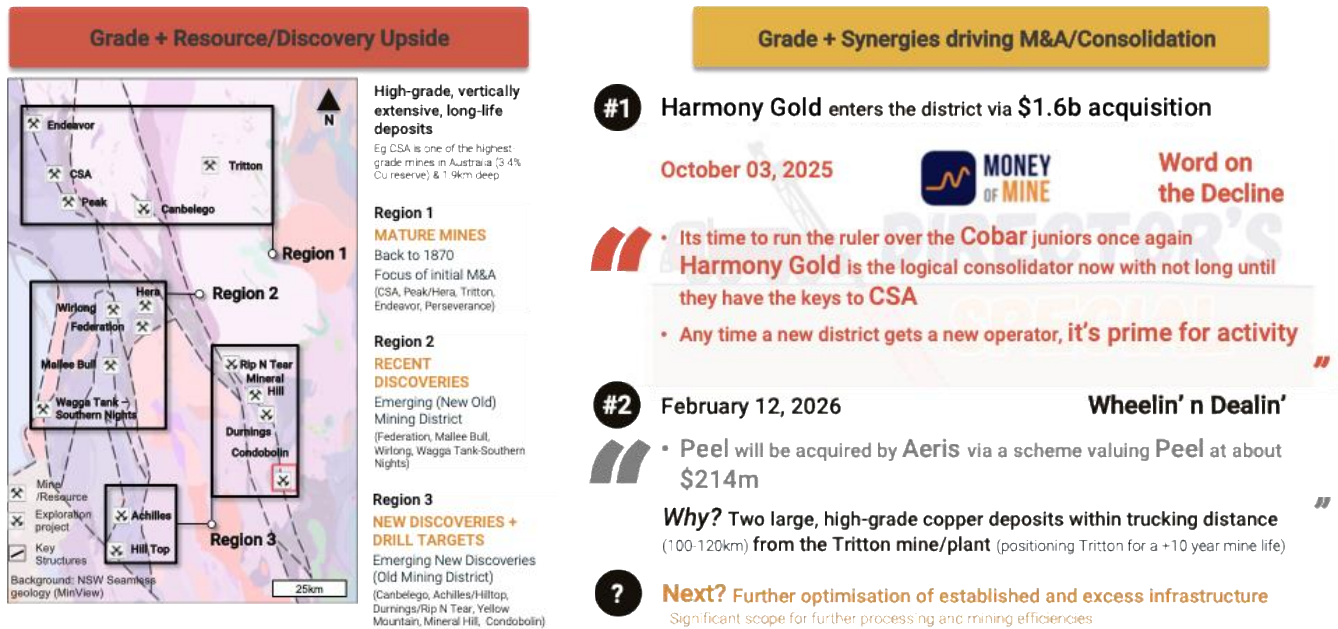 Grade + Resource/Discovery Upside
N
Endeavor
CSA
Tritton
Peak
Canbelego
Region 1
Hera
Region 2
Wirlong
Federation
Mallee Bull
Rip N Tear
Mineral
Hill
Wagga Tank –
Southern Nights
Durnings
Condobolin
Mine
/Resource
Exploration
project
Key
Structures
Achilles
Hill Top
Region 3
Background: NSW Seamless
geology (MinView)
25km
High-grade, vertically
extensive, long-life
deposits
Eg CSA is one of the highest
grade mines in Australia (3.4%
Cu reserve) & 1.9km deep
Region 1
MATURE MINES
Back to 1870
Focus of initial M&A
(CSA, Peak/Hera, Tritton,
Endeavor, Perseverance)
Region 2
RECENT
DISCOVERIES
Emerging (New Old)
Mining District
(Federation, Mallee Bull,
Wirlong, Wagga Tank-Southern
Nights)
Region 3
NEW DISCOVERIES +
DRILL TARGETS
Emerging New Discoveries
(Old Mining District)
(Canbelego, Achilles/Hilltop,
Durnings/Rip N Tear, Yellow
Mountain, Mineral Hill, Condobolin)
Grade + Synergies driving M&A/Consolidation
#1 Harmony Gold enters the district via $1.6b acquisition
October 03, 2025
MONEY
OF MINE
Word on
the Decline
DIRECTOR'S
SPECIAL
“
• Its time to run the ruler over the Cobar juniors once again
Harmony Gold is the logical consolidator now with not long until
they have the keys to CSA
• Any time a new district gets a new operator, it's prime for activity
”
#2 February 12, 2026
Wheelin' n Dealin'
“
• Peel will be acquired by Aeris via a scheme valuing Peel at about
$214m
”
Why? Two large, high-grade copper deposits within trucking distance
(100-120km) from the Tritton mine/plant (positioning Tritton for a +10 year mine life)
? Next? Further optimisation of established and excess infrastructure
Significant scope for further processing and mining efficiencies